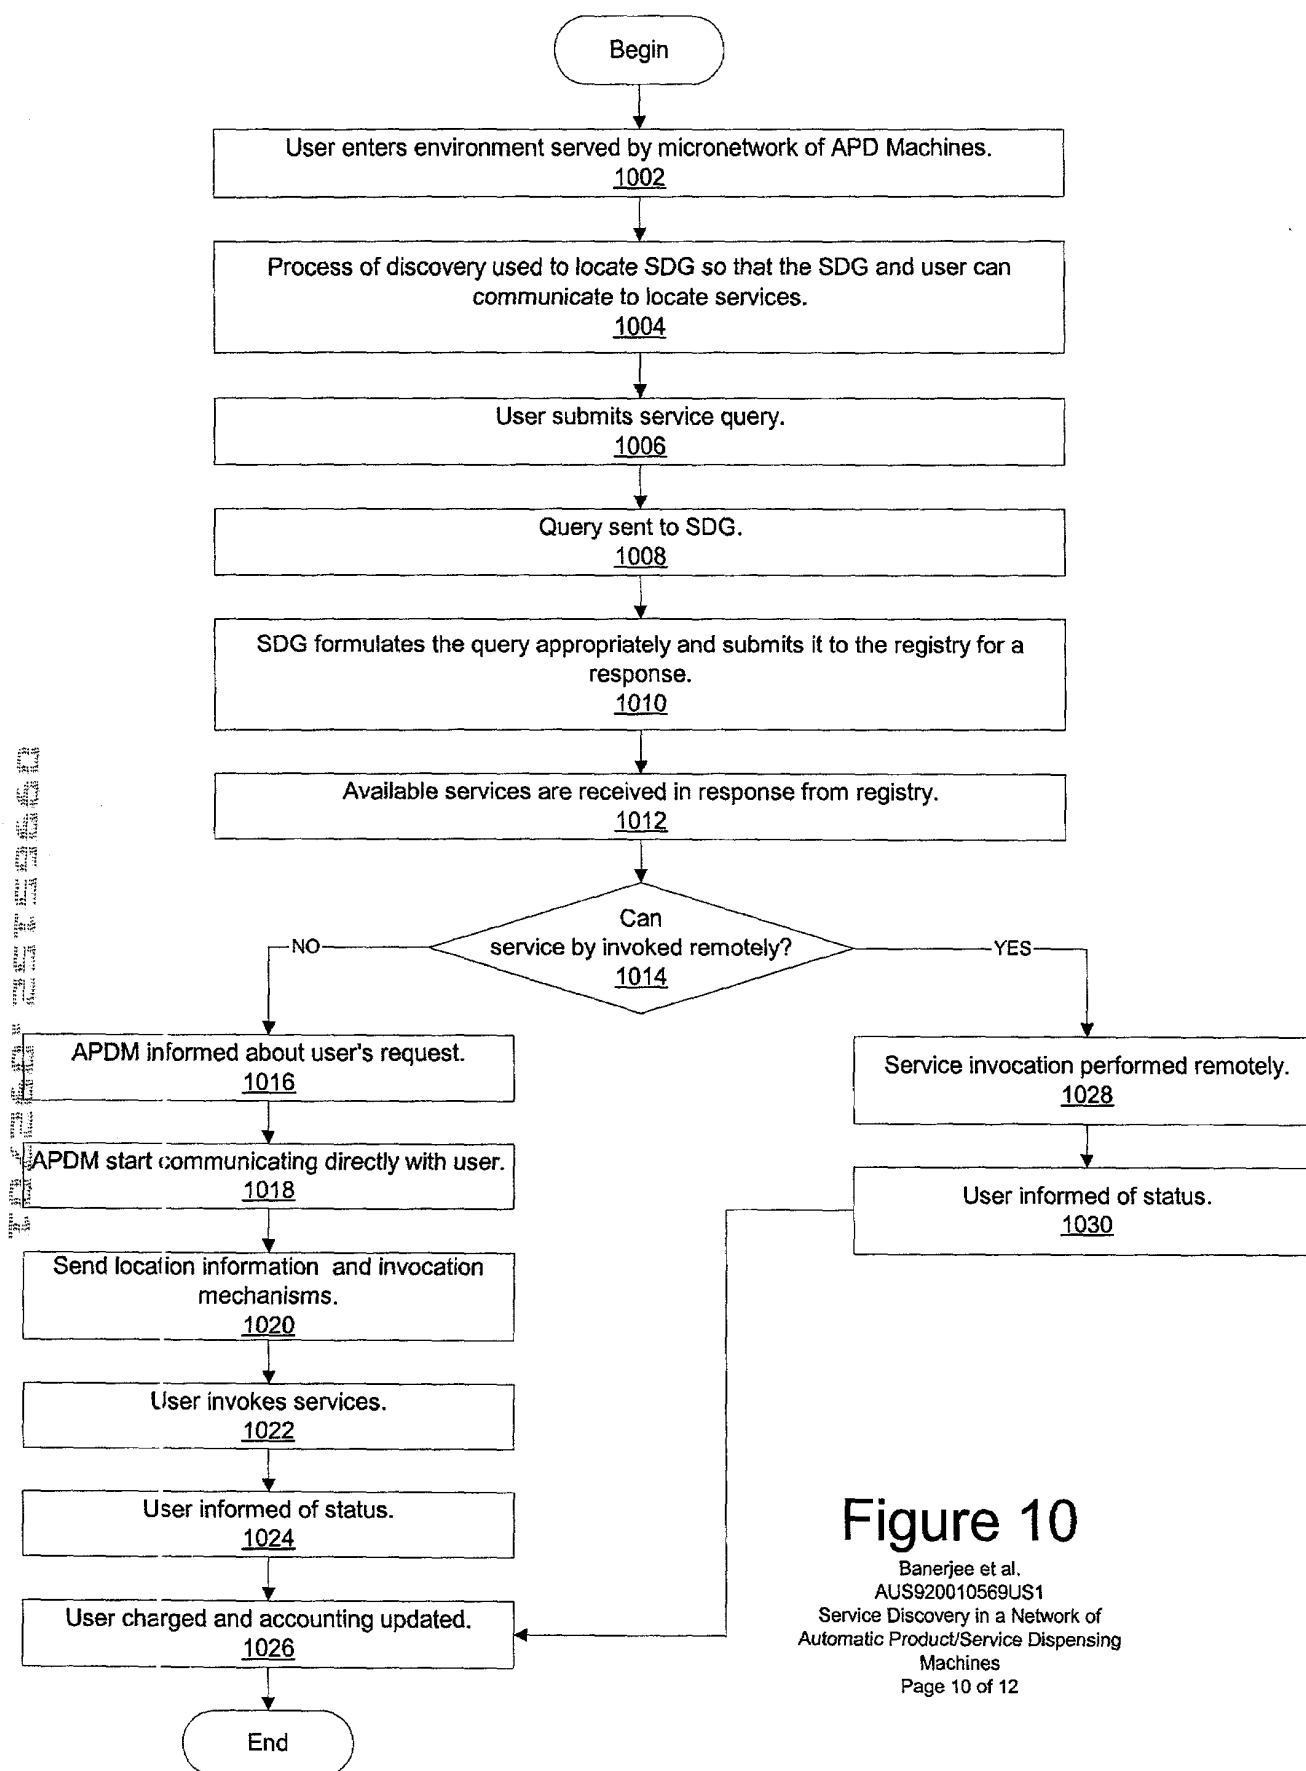 Begin
User enters environment served by micronetwork of APD Machines.
1002
Process of discovery used to locate SDG so that the SDG and user can
communicate to locate services.
1004
User submits service query.
1006
Query sent to SDG.
1008
SDG formulates the query appropriately and submits it to the registry for a
response.
1010
Available services are received in response from registry.
1012
Can
service by invoked remotely?
1014
NO
YES
APDM informed about user's request.
1016
APDM start communicating directly with user.
1018
Send location information and invocation
mechanisms.
1020
User invokes services.
1022
User informed of status.
1024
User charged and accounting updated.
1026
End
Service invocation performed remotely.
1028
User informed of status.
1030
Figure 10
Banerjee et al.
AUS920010569US1
Service Discovery in a Network of
Automatic Product/Service Dispensing
Machines
Page 10 of 12